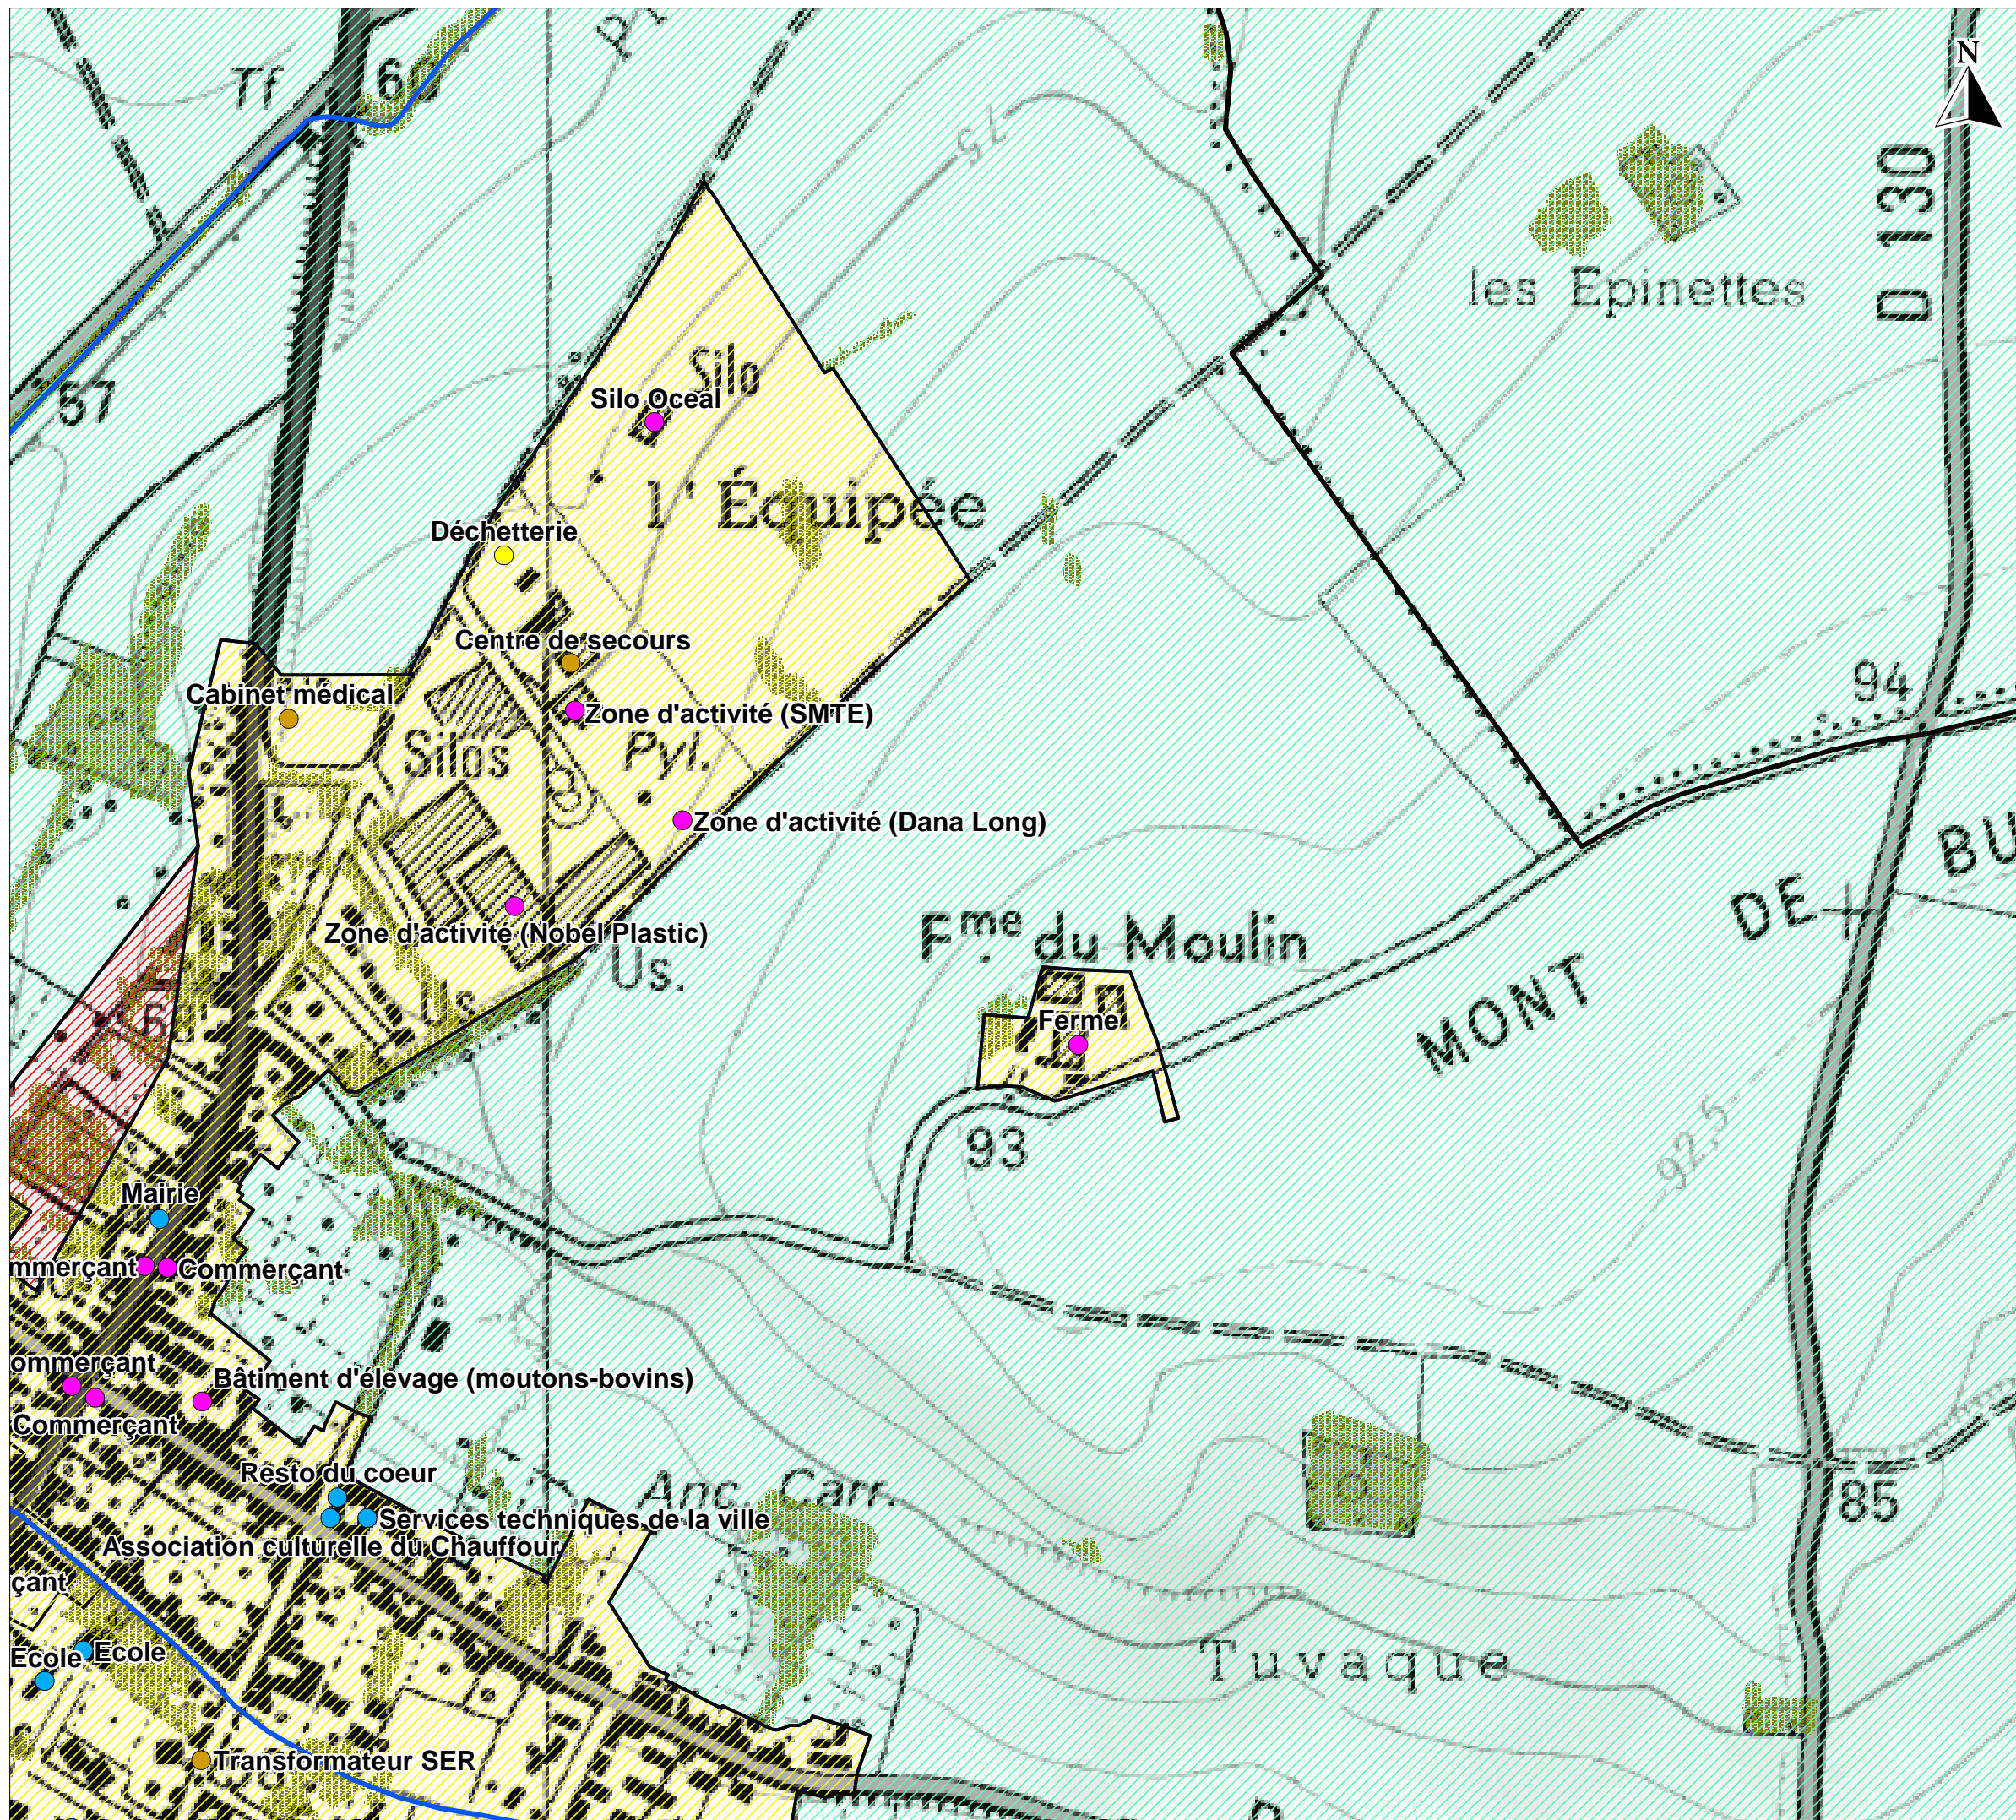 N
Tf
60
75
D 130
les Epinettes
57
Silo
Silo Oceal
l' Équipée
Déchetterie
Centre de secours
Cabinet médical
Zone d'activité (SMTE)
Silos
Pyl.
94
Zone d'activité (Dana Long)
BU
DE
Zone d'activité (Nobel Plastic)
Us.
Fme du Moulin
MONT
Ferme
93
92,5
Mairie
mmerçant
Commerçant
ommerçant
Bâtiment d'élevage (moutons-bovins)
Commerçant
Resto du coeur
Anc. Carr.
85
Services techniques de la ville
Association culturelle du Chauffour
çant
Tuvaque
Ecole
Ecole
Transformateur SER